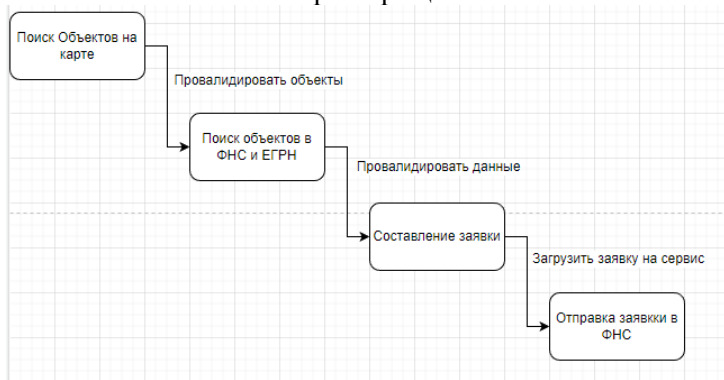 Поиск Объектов на
карте
Провалидировать объекты
Поиск объектов в
ФНС и ЕГРН
Провалидировать данные
Составление заявки
Загрузить заявку на сервис
Отправка заявкки в
ФНС